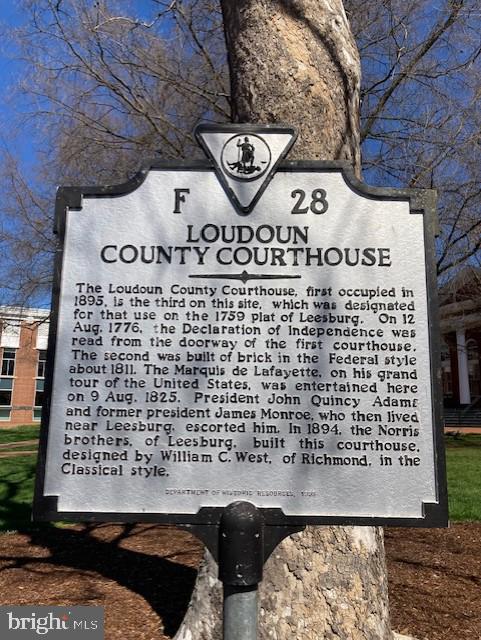 F 28
LOUDOUN
COUNTY COURTHOUSE
The Loudoun County Courthouse, first occupied in
1895, is the third on this site, which was designated
for that use on the 1759 plat of Leesburg. On 12
Aug. 1776, the Declaration of Independence was
read from the doorway of the first courthouse.
The second was built of brick in the Federal style
about 1811. The Marquis de Lafayette, on his grand
tour of the United States, was entertained here
on 9 Aug. 1825. President John Quincy Adams
and former president James Monroe, who then lived
near Leesburg, escorted him. In 1894, the Norris
brothers, of Leesburg, built this courthouse,
designed by William C. West, of Richmond, in the
Classical style.
DEPARTMENT OF HISTORIC RESOURCES,
bright MLS